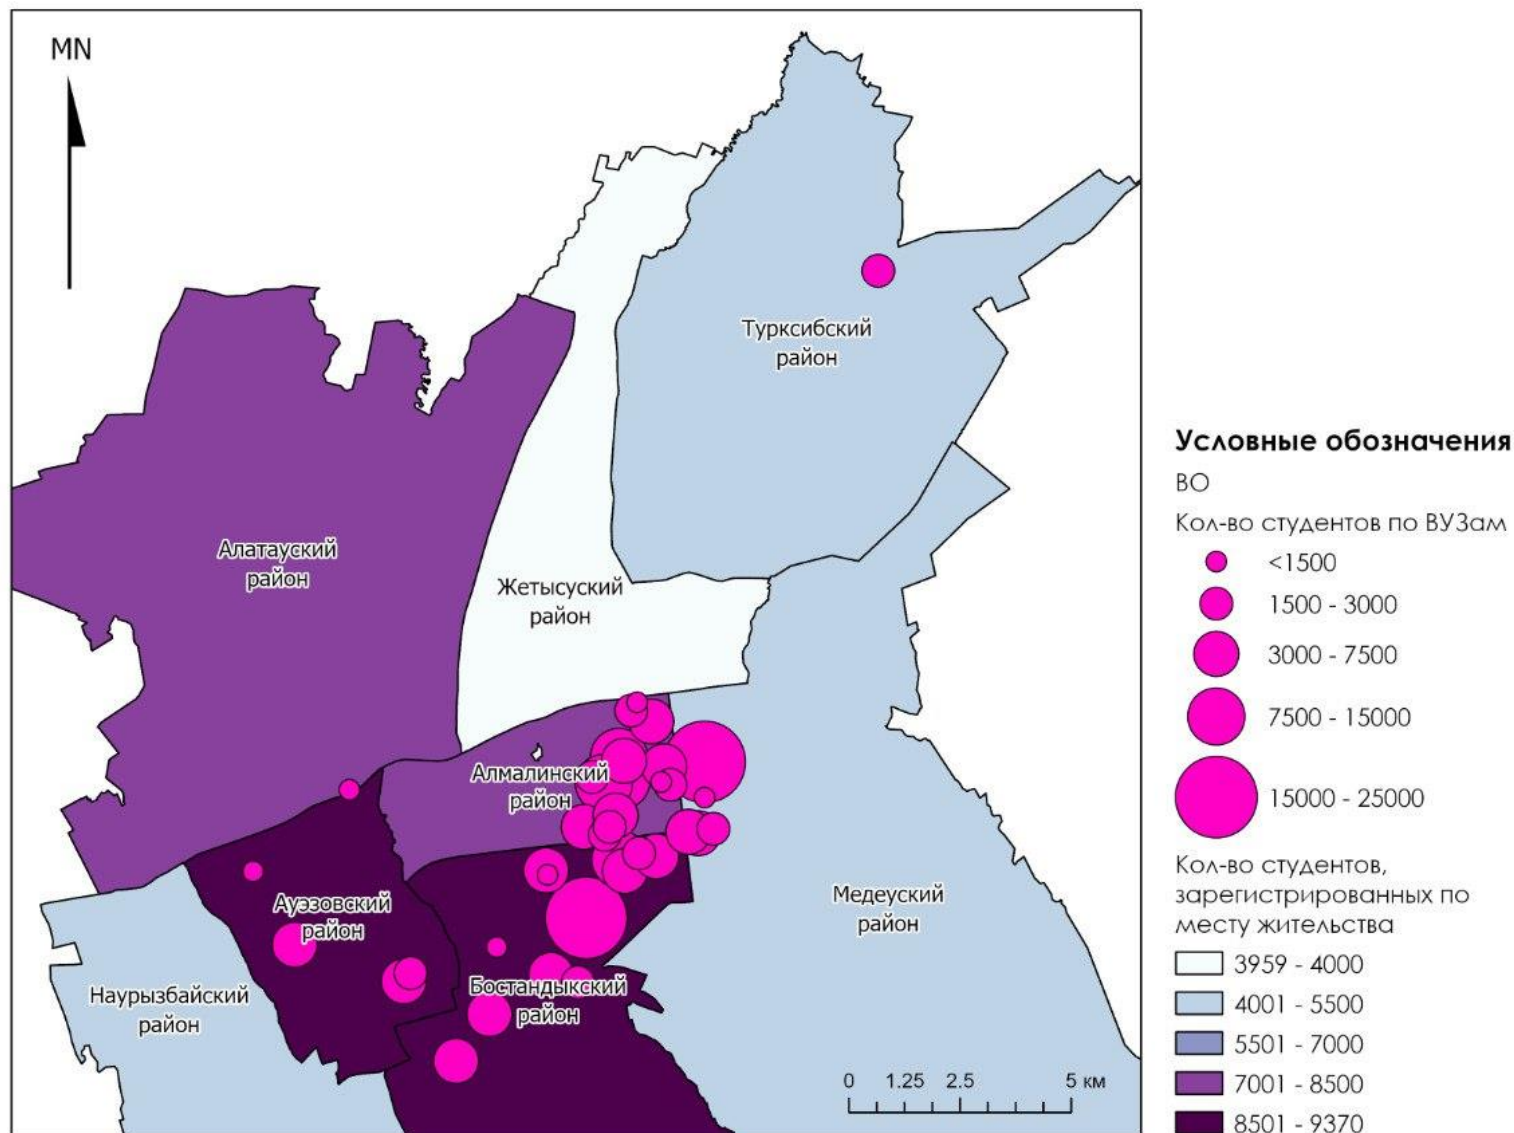 MN
Турксибский
район
Алатауский
район
Жетысуский
район
Алмалинский
район
Медеуский
район
Ауэзовский
район
Наурызбайский
район
Бостандыкский
район
0 1.25 2.5 5 км
Условные обозначения
ВО
Кол-во студентов по ВУЗам
<1500
1500 - 3000
3000 - 7500
7500 - 15000
15000 - 25000
Кол-во студентов,
зарегистрированных по
месту жительства
3959 - 4000
4001 - 5500
5501 - 7000
7001 - 8500
8501 - 9370